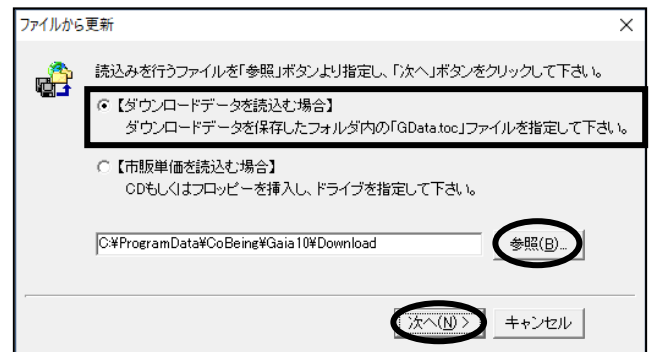 ファイルから更新
読込みを行うファイルを「参照」ボタンより指定し、「次へ」ボタンをクリックして下さい。
【ダウンロードデータを読込む場合】
ダウンロードデータを保存したフォルダ内の「GData.toc」ファイルを指定して下さい。
【市販単価を読込む場合】
CDもしくはフロッピーを挿入し、ドライブを指定して下さい。
C:¥ProgramData¥CoBeing¥Gaia10¥Download
参照(B)...
次へ(N) >
キャンセル